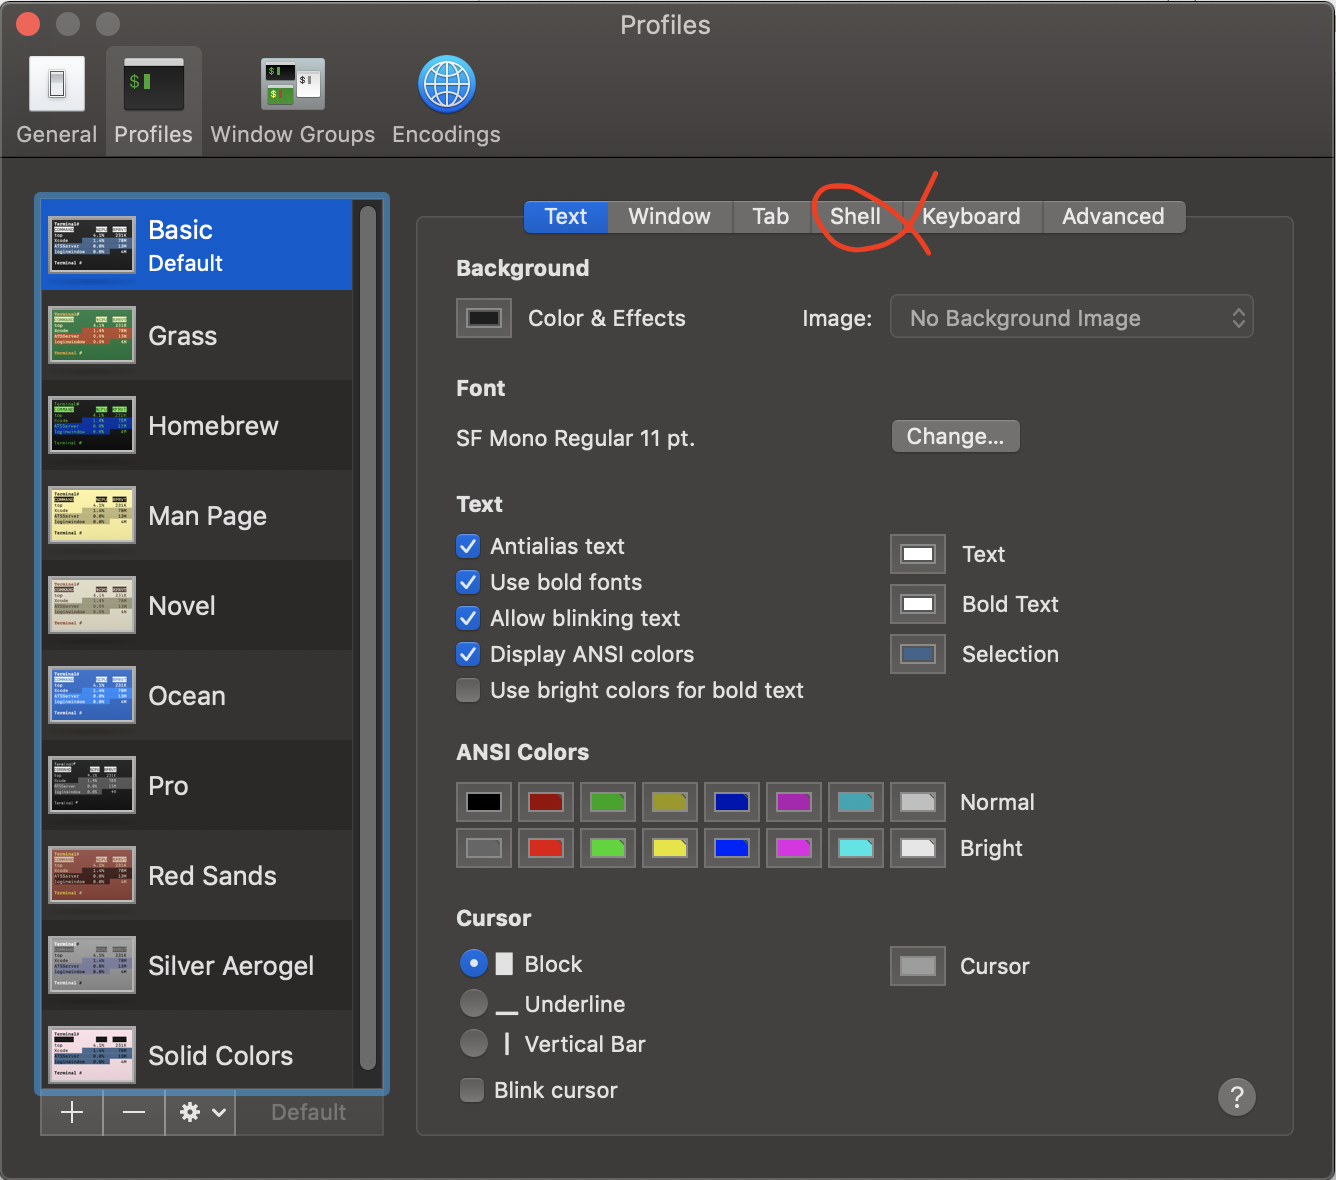 Profiles
General
Profiles
Window Groups
Encodings
Basic
Default
Grass
Homebrew
Man Page
Novel
Ocean
Pro
Red Sands
Silver Aerogel
Solid Colors
Default
Text
Window
Tab
Shell
Keyboard
Advanced
Background
Color & Effects
Image:
No Background Image
Font
SF Mono Regular 11 pt.
Change...
Text
Antialias text
Use bold fonts
Allow blinking text
Display ANSI colors
Use bright colors for bold text
Text
Bold Text
Selection
ANSI Colors
Normal
Bright
Cursor
Block
Underline
Vertical Bar
Blink cursor
Cursor
?